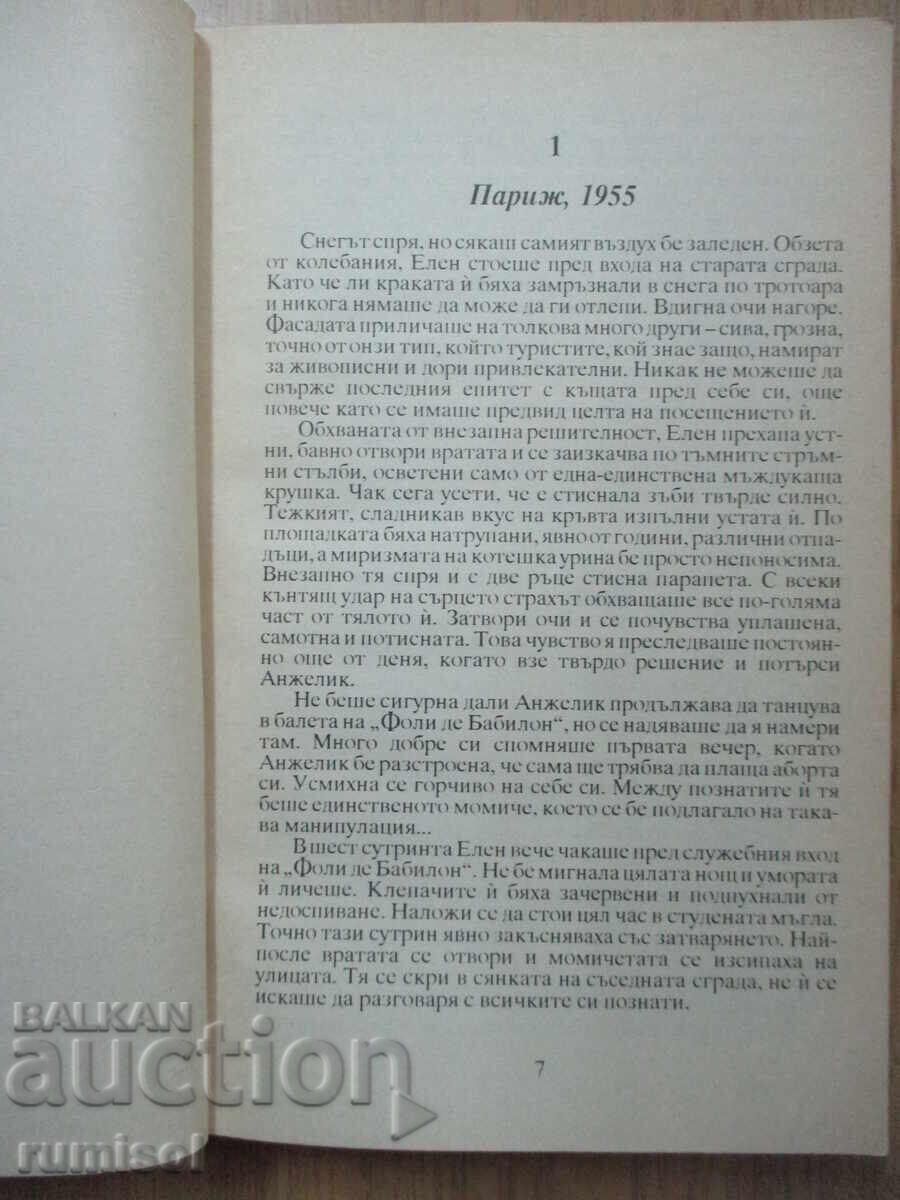 1
Париж, 1955
Снегът спря, но сякаш самият въздух бе заледен. Обзета
от колебания, Елен стоеше пред входа на старата сграда.
Като че ли краката ѝ бяха замръзнали в снега по тротоара
и никога нямаше да може да ги отлепи. Вдигна очи нагоре.
Фасадата приличаше на толкова много други – сива, грозна,
точно от онзи тип, който туристите, кой знае защо, намират
за живописни и дори привлекателни. Никак не можеше да
свърже последния епитет с къщата пред себе си, още
повече като се имаше предвид целта на посещението ѝ.
Обхваната от внезапна решителност, Елен прехапа уст-
ни, бавно отвори вратата и се заизкачва по тъмните стръм-
ни стълби, осветени само от една-единствена мъждукаща
крушка. Чак сега усети, че е стиснала зъби твърде силно.
Тежкият, сладникав вкус на кръвта изпълни устата ѝ. По
площадката бяха натрупани, явно от години, различни отпа-
дъци, а миризмата на котешка урина бе просто непоносима.
Внезапно тя спря и с две ръце стисна парапета. С всеки
кънтящ удар на сърцето страхът обхващаше все по-голяма
част от тялото ѝ. Затвори очи и се почувства уплашена,
самотна и потисната. Това чувство я преследваше постоян-
но още от деня, когато взе твърдо решение и потърси
Анжелик.
Не беше сигурна дали Анжелик продължава да танцува
в балета на „Фоли де Бабилон“, но се надяваше да я намери
там. Много добре си спомняше първата вечер, когато
Анжелик бе разстроена, че сама ще трябва да плаща аборта
си. Усмихна се горчиво на себе си. Между познатите ѝ тя
беше единственото момиче, което се бе подлагало на така-
ва манипулация...
В шест сутринта Елен вече чакаше пред служебния вход
на „Фоли де Бабилон“. Не бе мигнала цялата нощ и умората
ѝ личеше. Клепачите ѝ бяха зачервени и подпухнали от
недоспиване. Наложи се да стои цял час в студената мъгла.
Точно тази сутрин явно закъсняваха със затварянето. Най-
после вратата се отвори и момичетата се изсипаха на
улицата. Тя се скри в сянката на съседната сграда, не ѝ се
искаше да разговаря с всичките си познати.
7
BALKAN
auction
rumisol